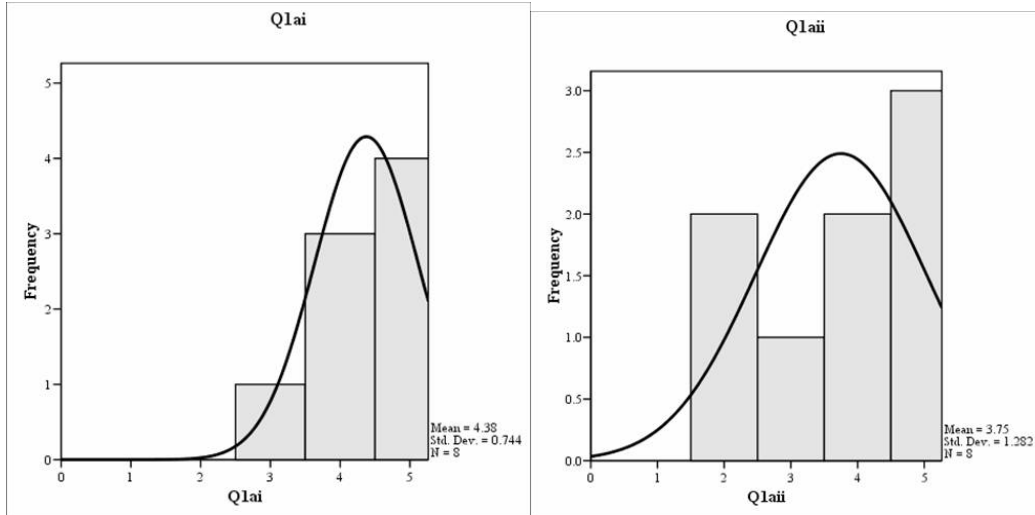 Q1ai
Frequency
5
4
3
2
1
0
0 1 2 3 4 5
Q1ai
Mean = 4.38
Std. Dev. = 0.744
N = 8
Q1aii
Frequency
3.0
2.5
2.0
1.5
1.0
0.5
0.0
0 1 2 3 4 5
Q1aii
Mean = 3.75
Std. Dev. = 1.282
N = 8